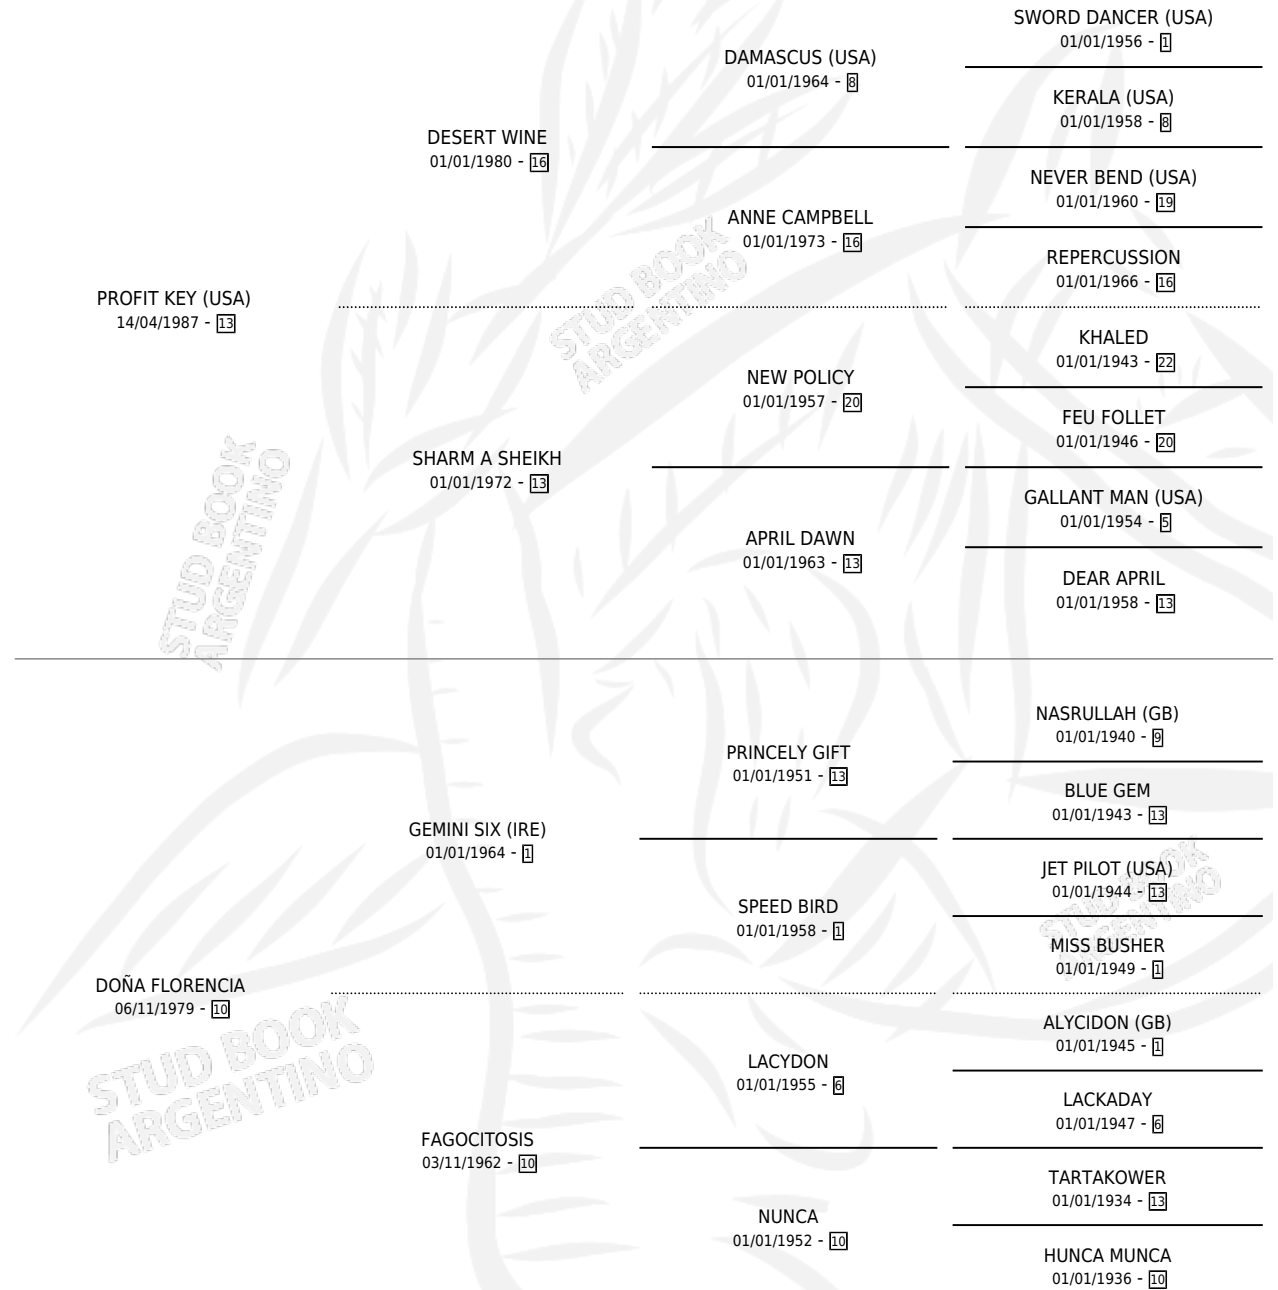 SWORD DANCER (USA)
01/01/1956 - 1
DAMASCUS (USA)
01/01/1964 - 8
KERALA (USA)
01/01/1958 - 8
DESERT WINE
01/01/1980 - 16
NEVER BEND (USA)
01/01/1960 - 19
ANNE CAMPBELL
01/01/1973 - 16
REPERCUSSION
01/01/1966 - 16
PROFIT KEY (USA)
14/04/1987 - 13
KHALED
01/01/1943 - 22
NEW POLICY
01/01/1957 - 20
FEU FOLLET
01/01/1946 - 20
SHARM A SHEIKH
01/01/1972 - 13
GALLANT MAN (USA)
01/01/1954 - 5
APRIL DAWN
01/01/1963 - 13
DEAR APRIL
01/01/1958 - 13
STUD BOOK
ARGENTINO
STUD BOOK
ARGENTINO
NASRULLAH (GB)
01/01/1940 - 9
PRINCELY GIFT
01/01/1951 - 13
BLUE GEM
01/01/1943 - 13
GEMINI SIX (IRE)
01/01/1964 - 1
JET PILOT (USA)
01/01/1944 - 13
SPEED BIRD
01/01/1958 - 1
MISS BUSHER
01/01/1949 - 1
STUD BOOK
ARGENTINO
DOÑA FLORENCIA
06/11/1979 - 10
ALYCIDON (GB)
01/01/1945 - 1
LACYDON
01/01/1955 - 6
LACKADAY
01/01/1947 - 6
FAGOCITOSIS
03/11/1962 - 10
TARTAKOWER
01/01/1934 - 13
NUNCA
01/01/1952 - 10
HUNCA MUNCA
01/01/1936 - 10
STUD BOOK
ARGENTINO